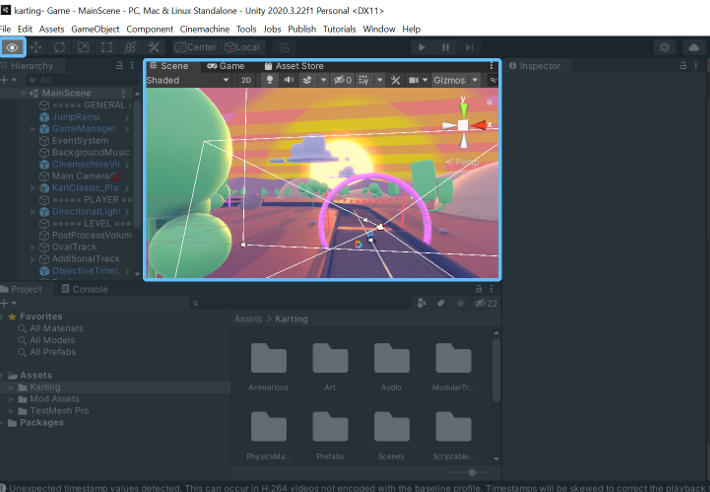 karting- Game - MainScene - PC, Mac & Linux Standalone - Unity 2020.3.22f1 Personal <DX11>
File Edit Assets GameObject Component Cinemachine Tools Jobs Publish Tutorials Window Help
Center Local
Hierarchy
All
MainScene
===== GENERAL
JumpRamp
GameManager
EventSystem
BackgroundMusic
CinemachineVir
Main Camera
KartClassic_Pla
===== PLAYER ==
DirectionalLight
===== LEVEL ===
PostProcessVolum
OvalTrack
AdditionalTrack
ObjectiveTimeL
Scene Game Asset Store
Shaded 2D 0 Gizmos
y
x
Persp
Inspector
Project Console
22
Favorites
All Materials
All Models
All Prefabs
Assets
Karting
Mod Assets
TextMesh Pro
Packages
Assets > Karting
Animations Art Audio ModularTr...
PhysicsMa... Prefabs Scenes Scriptable...
Unexpected timestamp values detected. This can occur in H.264 videos not encoded with the baseline profile. Timestamps will be skewed to correct the playback